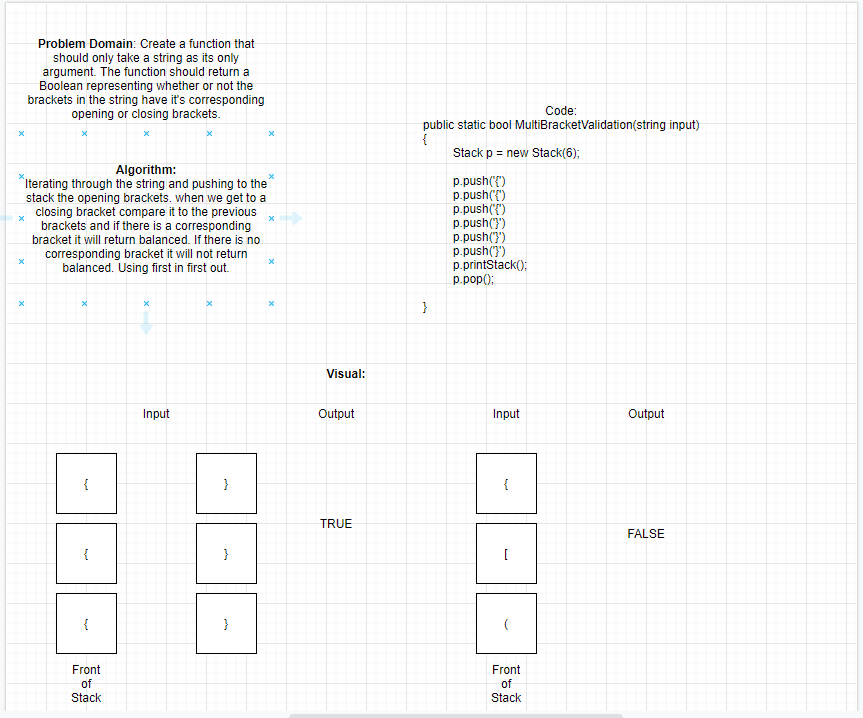 Problem Domain: Create a function that
should only take a string as its only
argument. The function should return a
Boolean representing whether or not the
brackets in the string have it's corresponding
opening or closing brackets.
Algorithm:
Iterating through the string and pushing to the
stack the opening brackets. when we get to a
closing bracket compare it to the previous
brackets and if there is a corresponding
bracket it will return balanced. If there is no
corresponding bracket it will not return
balanced. Using first in first out.
Code:
public static bool MultiBracketValidation(string input)
{
Stack p = new Stack(6);
p.push('{')
p.push('{')
p.push('{')
p.push('}')
p.push('}')
p.push('}')
p.printStack();
p.pop();
}
Visual:
Input Output Input Output
{ } {
TRUE
FALSE
{ } [
{ } (
Front
of
Stack
Front
of
Stack